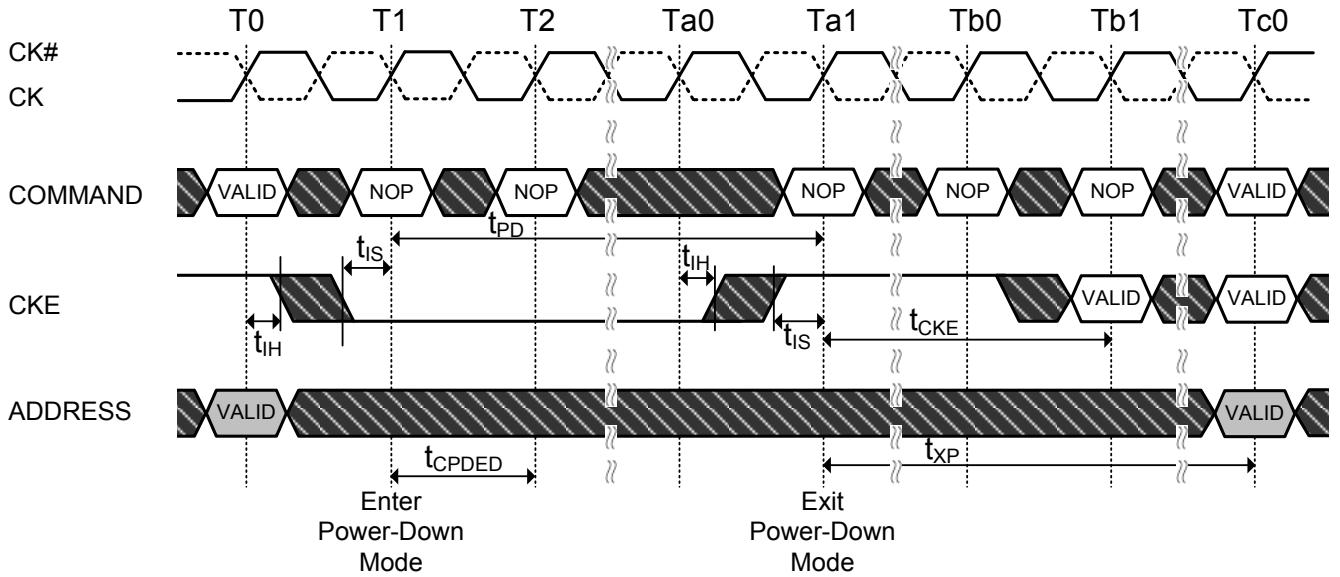 T0 T1 T2 Ta0 Ta1 Tb0 Tb1 Tc0
CK#
CK
COMMAND VALID NOP NOP NOP NOP NOP VALID
tPD
tIS tIH
CKE VALID VALID
tIH tIS tCKE
ADDRESS VALID VALID
tCPDED tXP
Enter Power-Down Mode
Exit Power-Down Mode